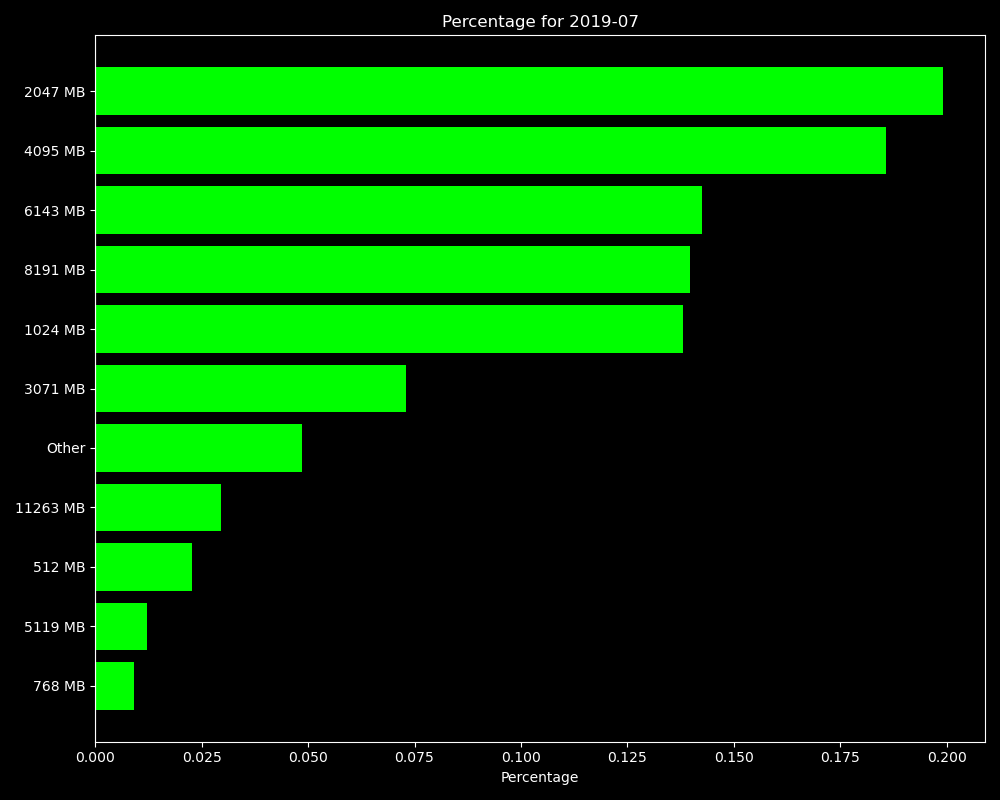 Percentage for 2019-07
2047 MB
4095 MB
6143 MB
8191 MB
1024 MB
3071 MB
Other
11263 MB
512 MB
5119 MB
768 MB
0.000 0.025 0.050 0.075 0.100 0.125 0.150 0.175 0.200
Percentage